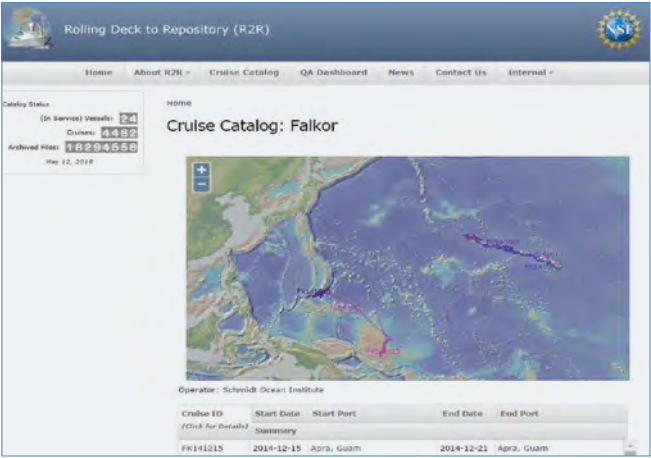 Rolling Deck to Repository (R2R)
NSF
Home About R2R Cruise Catalog QA Dashboard News Contact Us Internal
Catalog Status
(In Service) Vessels: 24
Cruises: 4482
Archived Files: 18294558
May 12, 2018
Home
Cruise Catalog: Falkor
+
−
Operator: Schmidt Ocean Institute
Cruise ID Start Date Start Port End Date End Port
(Click for Details) Summary
FK141215 2014-12-15 Apra, Guam 2014-12-21 Apra, Guam